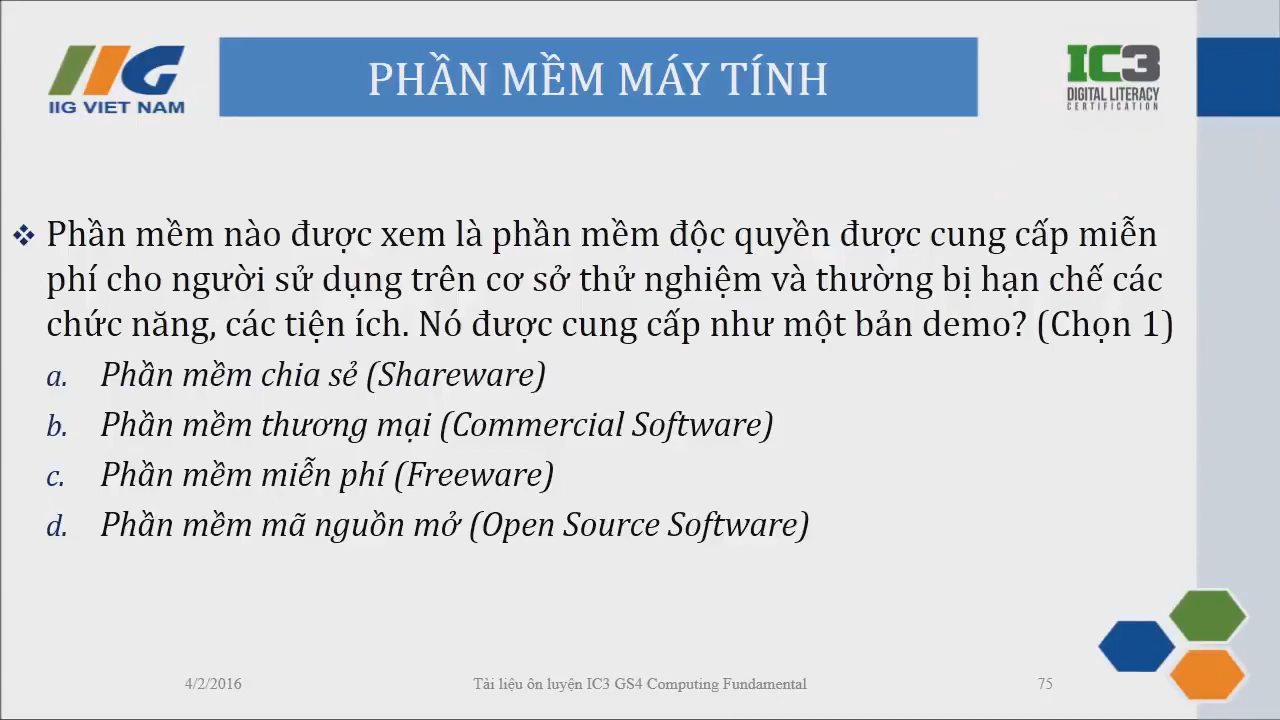 IIG VIET NAM
PHẦN MỀM MÁY TÍNH
IC3
DIGITAL LITERACY
CERTIFICATION
❖ Phần mềm nào được xem là phần mềm độc quyền được cung cấp miễn
phí cho người sử dụng trên cơ sở thử nghiệm và thường bị hạn chế các
chức năng, các tiện ích. Nó được cung cấp như một bản demo? (Chọn 1)
a. Phần mềm chia sẻ (Shareware)
b. Phần mềm thương mại (Commercial Software)
c. Phần mềm miễn phí (Freeware)
d. Phần mềm mã nguồn mở (Open Source Software)
4/2/2016 Tài liệu ôn luyện IC3 GS4 Computing Fundamental 75